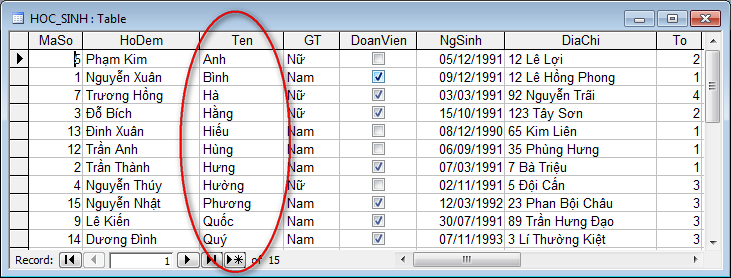 HOC_SINH : Table
MaSo HoDem Ten GT DoanVien NgSinh DiaChi To
5 Phạm Kim Anh Nữ 05/12/1991 12 Lê Lợi 2
1 Nguyễn Xuân Bình Nam 09/12/1991 12 Lê Hồng Phong 1
7 Trương Hồng Hà Nữ 03/03/1991 92 Nguyễn Trãi 4
3 Đỗ Bích Hằng Nữ 15/10/1991 123 Tây Sơn 2
13 Đinh Xuân Hiếu Nam 08/12/1990 65 Kim Liên 1
12 Trần Anh Hùng Nam 06/09/1991 35 Phùng Hưng 1
2 Trần Thành Hưng Nam 07/03/1991 7 Bà Triệu 1
4 Nguyễn Thúy Hường Nữ 02/11/1991 5 Đội Cấn 3
15 Nguyễn Nhật Phương Nam 12/03/1992 23 Phan Bội Châu 3
9 Lê Kiến Quốc Nam 30/07/1991 89 Trần Hưng Đạo 3
14 Dương Đình Quý Nam 07/11/1993 3 Lí Thường Kiệt 3
Record: 1 of 15